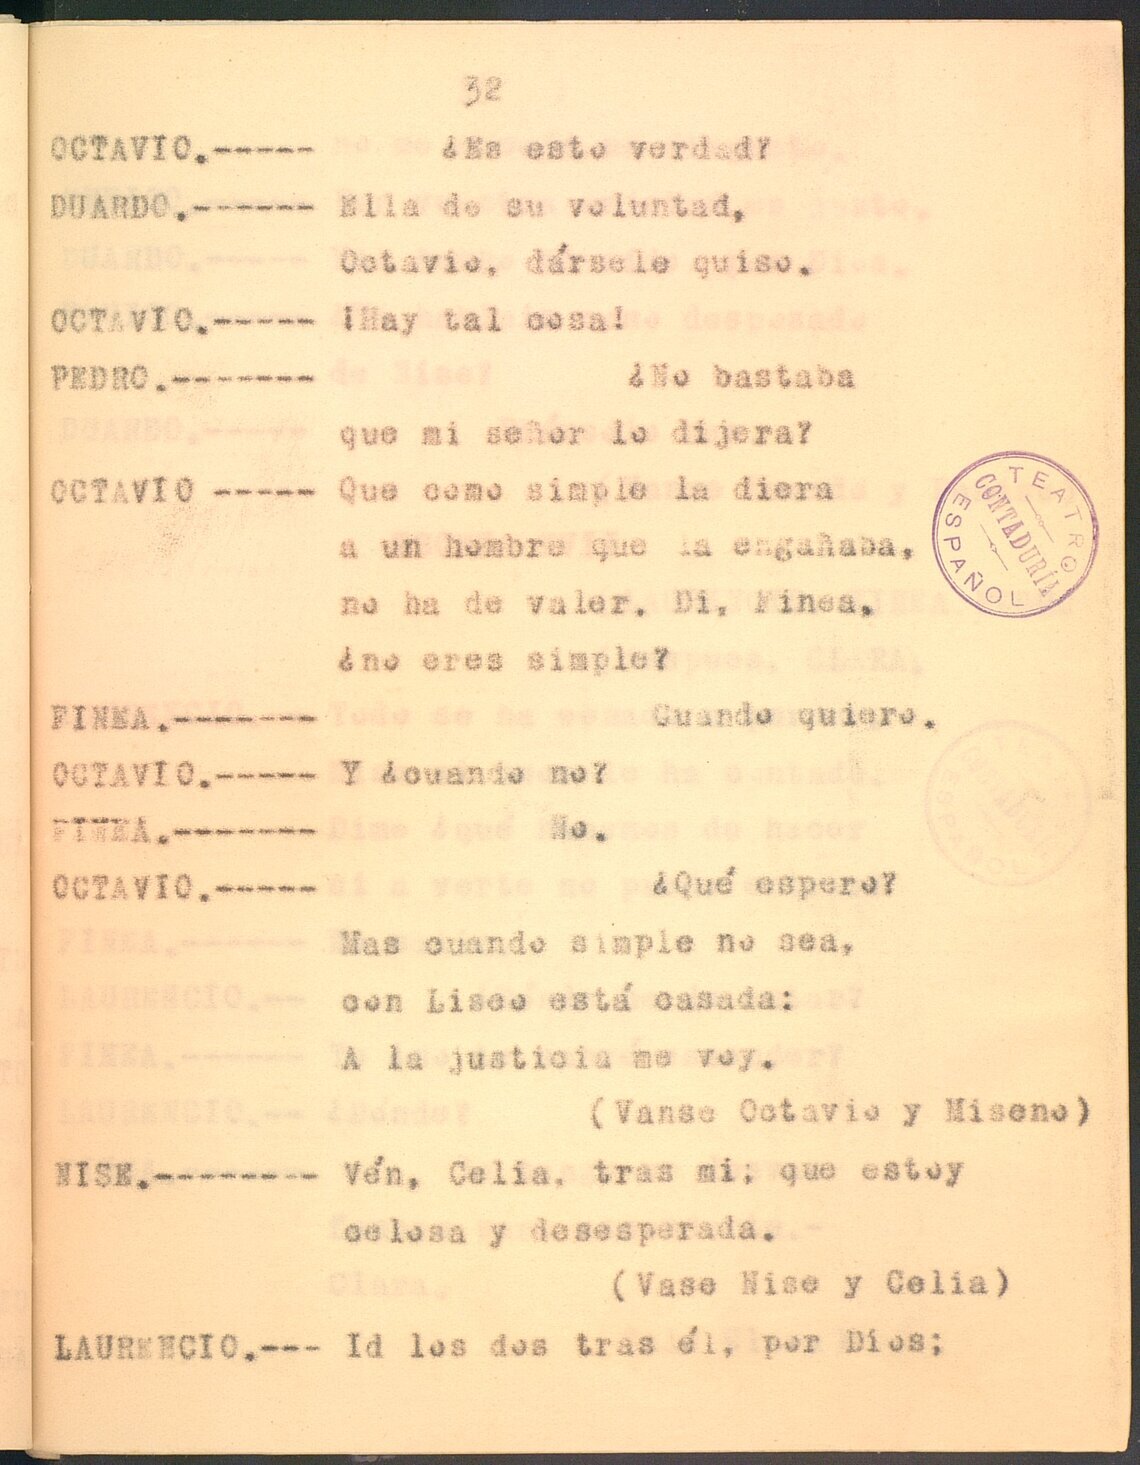 32
OCTAVIO.----- ¿Es esto verdad?
DUARDO.------ Ella de su voluntad,
Octavio, dársele quiso.
OCTAVIO.----- ¡Hay tal cosa!
PEDRO.------- ¿No bastaba
que mi señor lo dijera?
OCTAVIO ----- Que como simple la diera
a un hombre que la engañaba,
no ha de valer. Di, Finea,
¿no eres simple?
FINEA.------- Cuando quiero.
OCTAVIO.----- Y ¿cuando no?
FINEA.------- No.
OCTAVIO.----- ¿Qué espero?
Mas cuando simple no sea,
con Liseo está casada:
A la justicia me voy.
(Vanse Octavio y Miseno)
NISE.-------- Vén, Celia, tras mi; que estoy
celosa y desesperada.
(Vase Nise y Celia)
LAURENCIO.--- Id los dos tras él, por Dios;
TEATRO
CONTADURÍA
ESPAÑOL